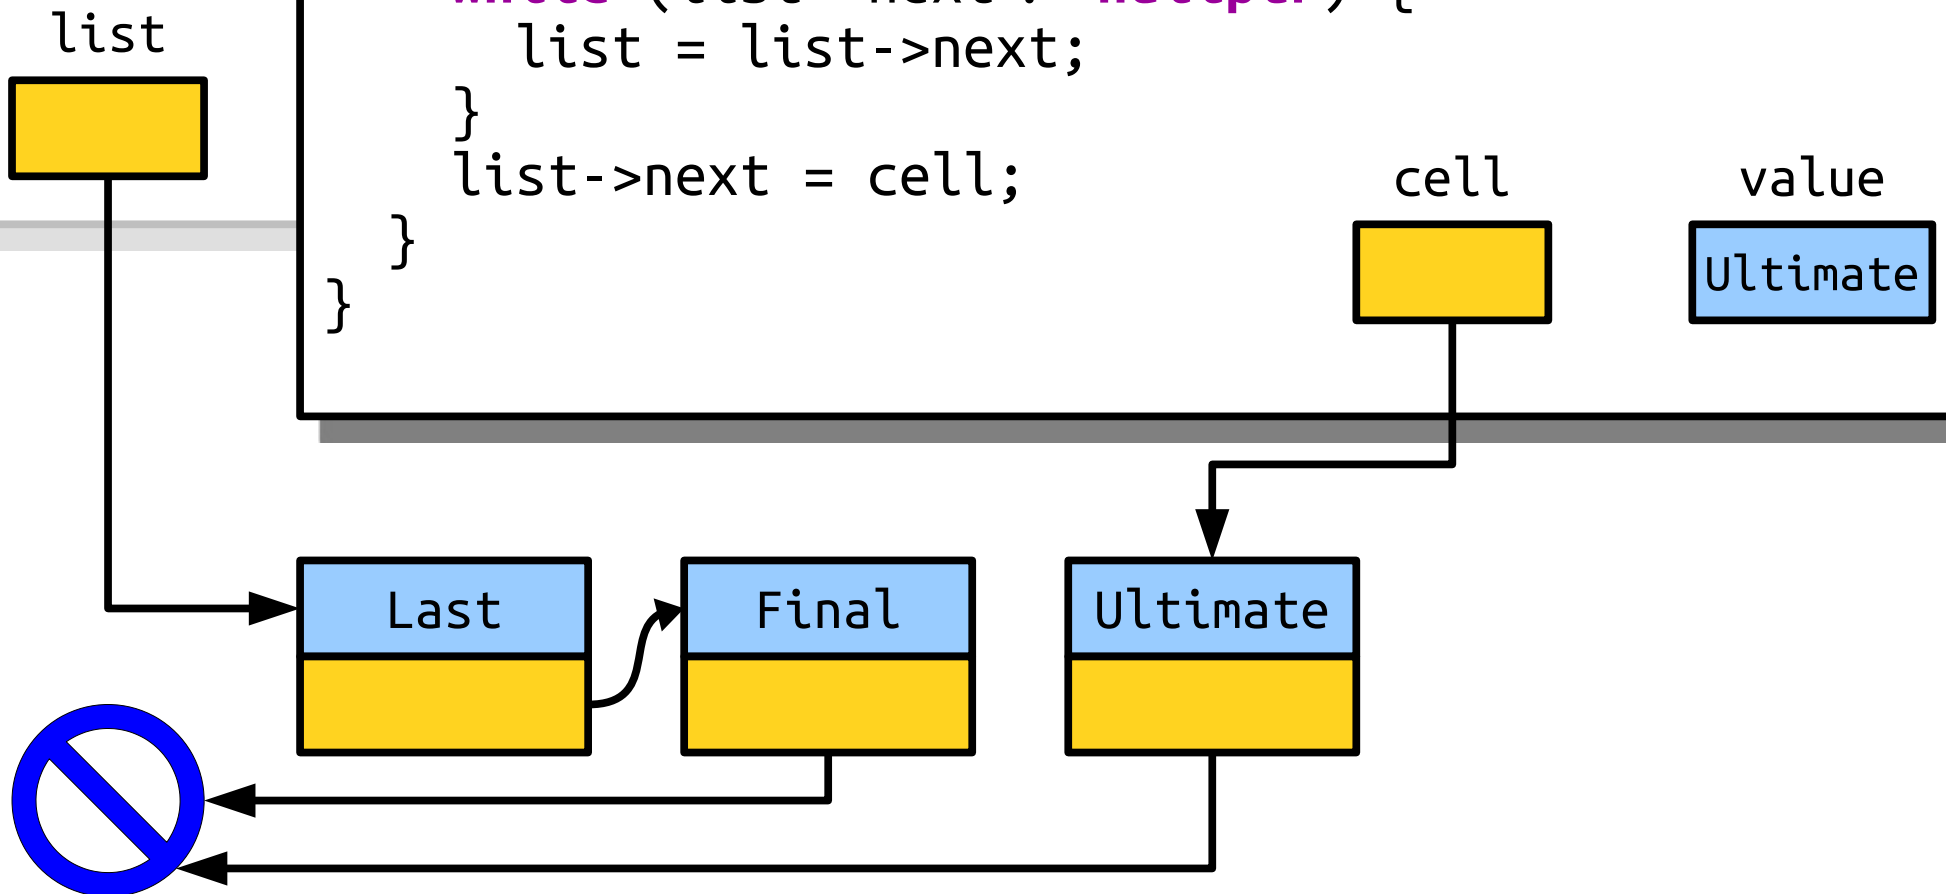 list
list = list->next;
}
list->next = cell;
}
}
cell
value
Ultimate
Last
Final
Ultimate